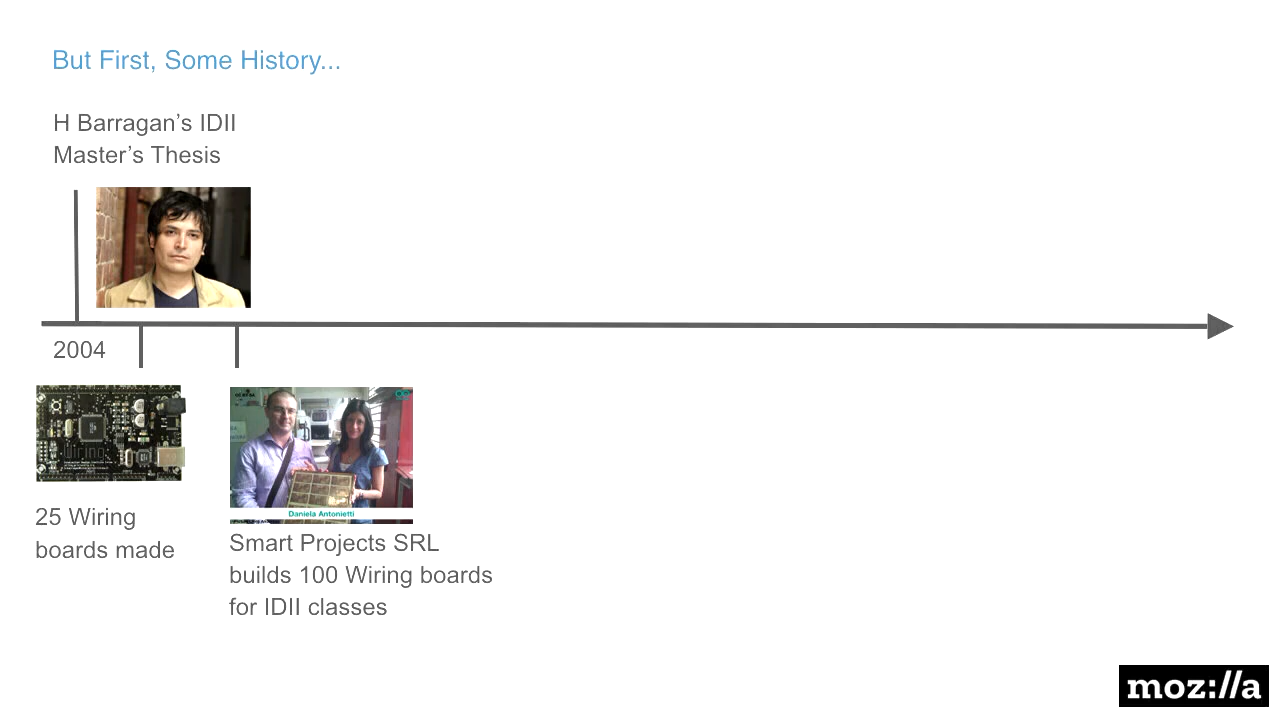 But First, Some History...
H Barragan’s IDII
Master’s Thesis
2004
wiring
Daniela Antonietti
25 Wiring
boards made
Smart Projects SRL
builds 100 Wiring boards
for IDII classes
moz://a